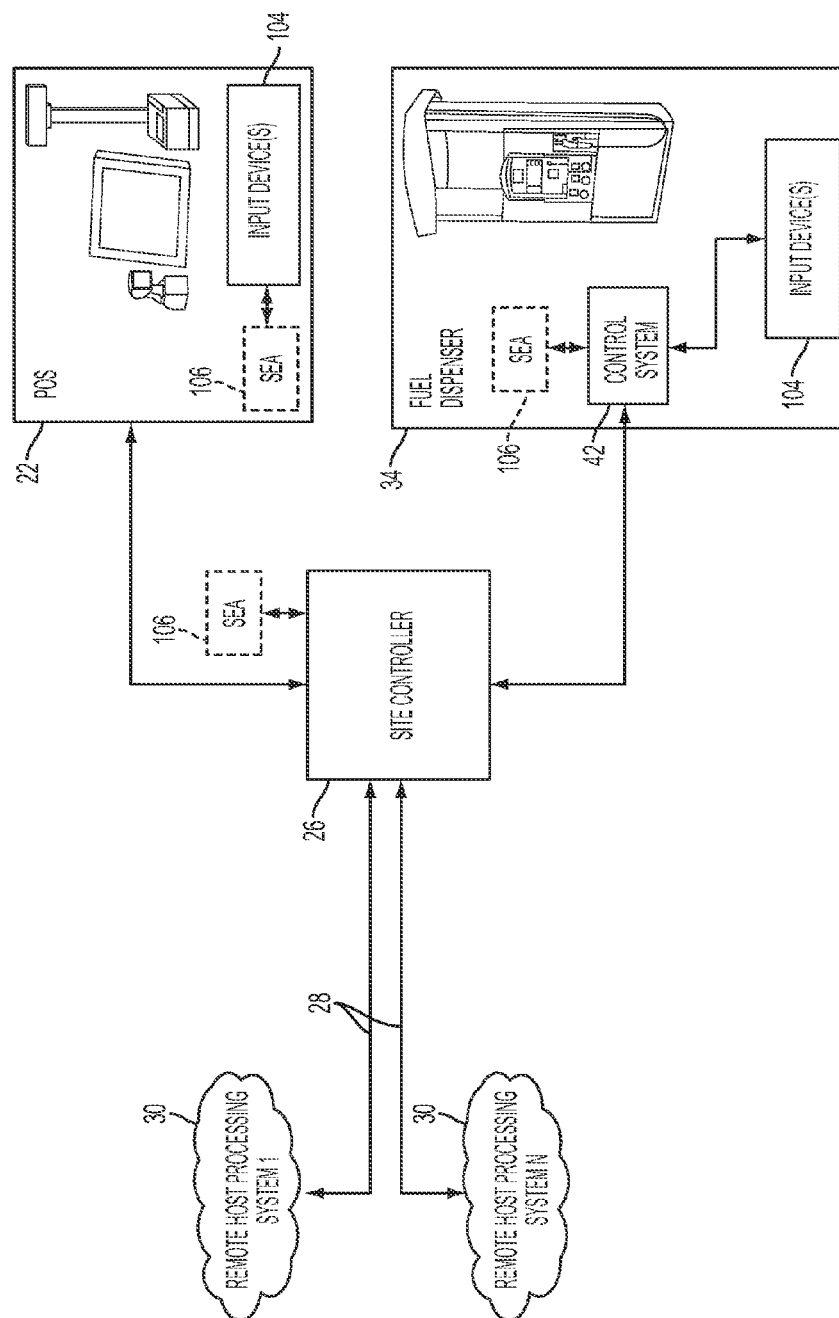 30
REMOTE HOST PROCESSING
SYSTEM 1
30
REMOTE HOST PROCESSING
SYSTEM N
28
26
SITE CONTROLLER
106
SEA
22
POS
106
SEA
INPUT DEVICE(S)
104
34
FUEL
DISPENSER
106
SEA
42
CONTROL
SYSTEM
INPUT DEVICE(S)
104